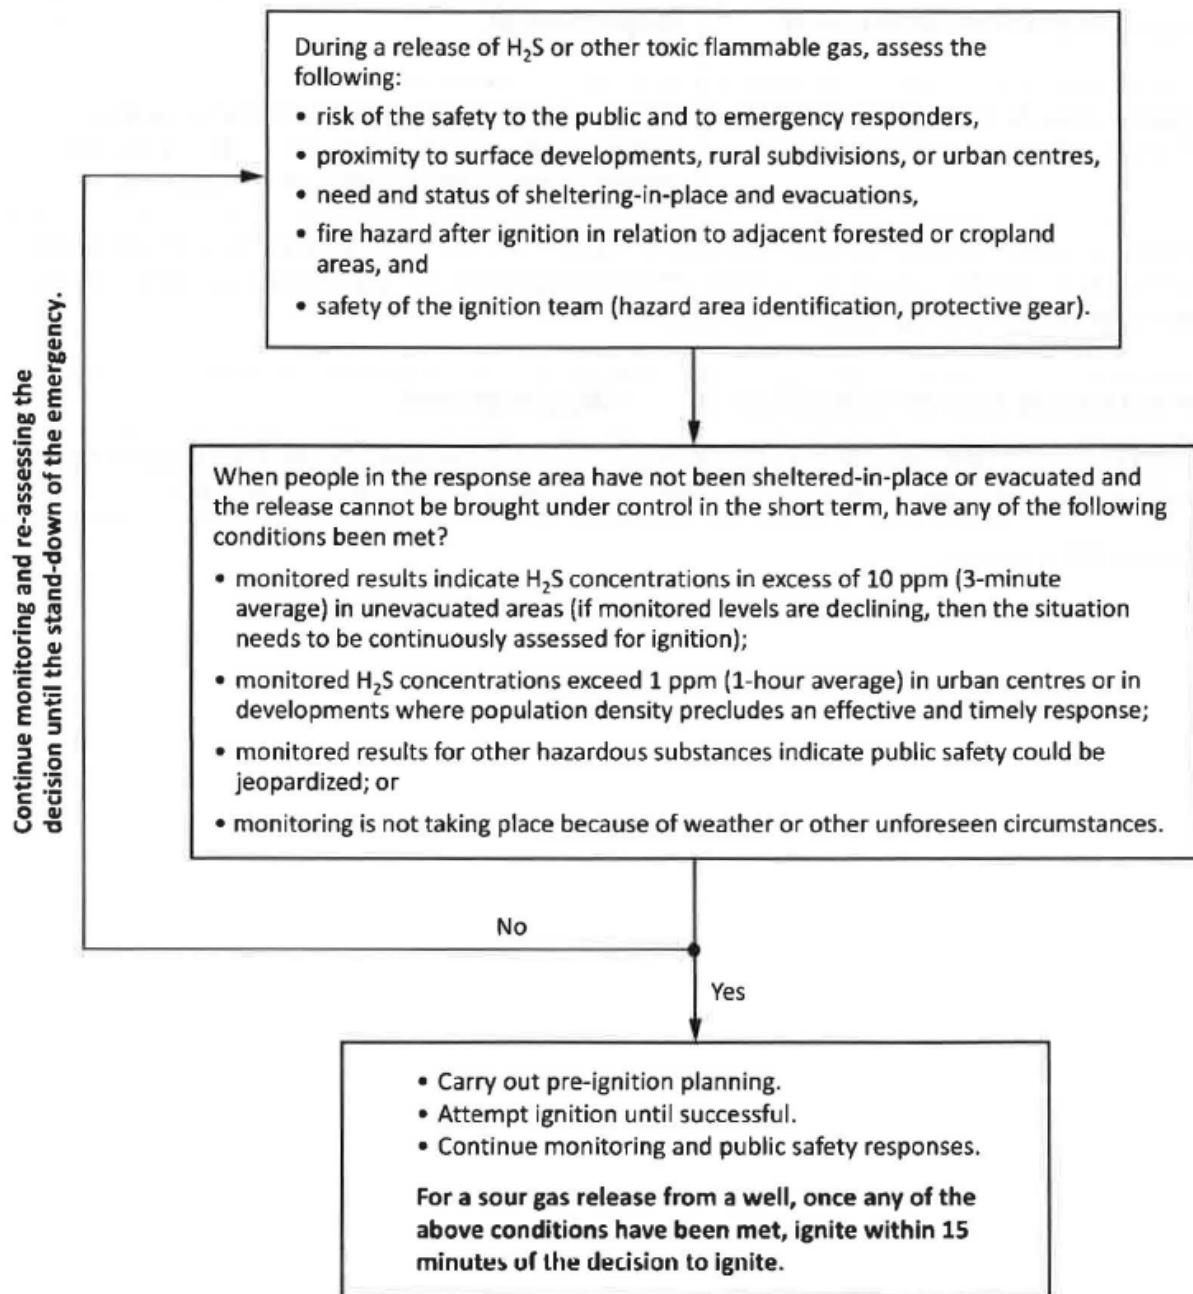 During a release of H₂S or other toxic flammable gas, assess the
following:
• risk of the safety to the public and to emergency responders,
• proximity to surface developments, rural subdivisions, or urban centres,
• need and status of sheltering-in-place and evacuations,
• fire hazard after ignition in relation to adjacent forested or cropland
areas, and
• safety of the ignition team (hazard area identification, protective gear).
Continue monitoring and re-assessing the
decision until the stand-down of the emergency.
When people in the response area have not been sheltered-in-place or evacuated and
the release cannot be brought under control in the short term, have any of the following
conditions been met?
• monitored results indicate H₂S concentrations in excess of 10 ppm (3-minute
average) in unevacuated areas (if monitored levels are declining, then the situation
needs to be continuously assessed for ignition);
• monitored H₂S concentrations exceed 1 ppm (1-hour average) in urban centres or in
developments where population density precludes an effective and timely response;
• monitored results for other hazardous substances indicate public safety could be
jeopardized; or
• monitoring is not taking place because of weather or other unforeseen circumstances.
No
Yes
• Carry out pre-ignition planning.
• Attempt ignition until successful.
• Continue monitoring and public safety responses.
For a sour gas release from a well, once any of the
above conditions have been met, ignite within 15
minutes of the decision to ignite.